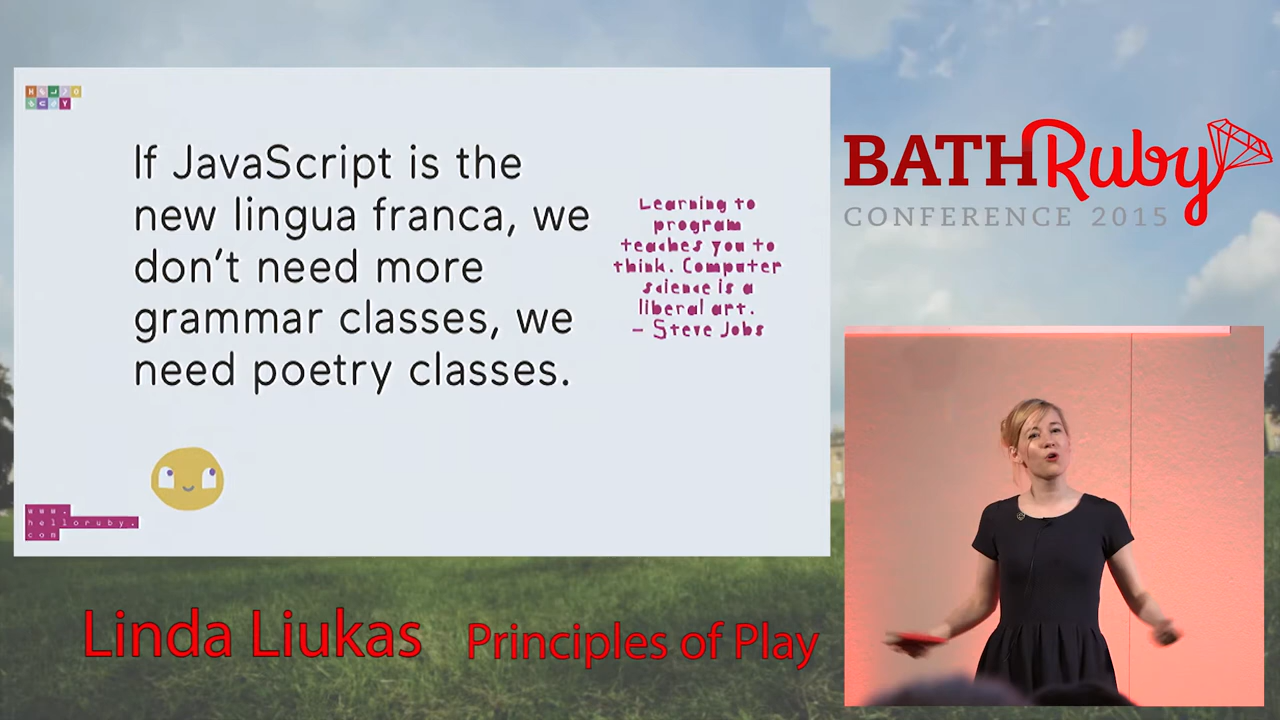 HELLO
RUBY
If JavaScript is the
new lingua franca, we
don't need more
grammar classes, we
need poetry classes.
Learning to
program
teaches you to
think. Computer
science is a
liberal art.
– Steve Jobs
www.
helloruby.
com
BATHRuby
CONFERENCE 2015
Linda Liukas
Principles of Play